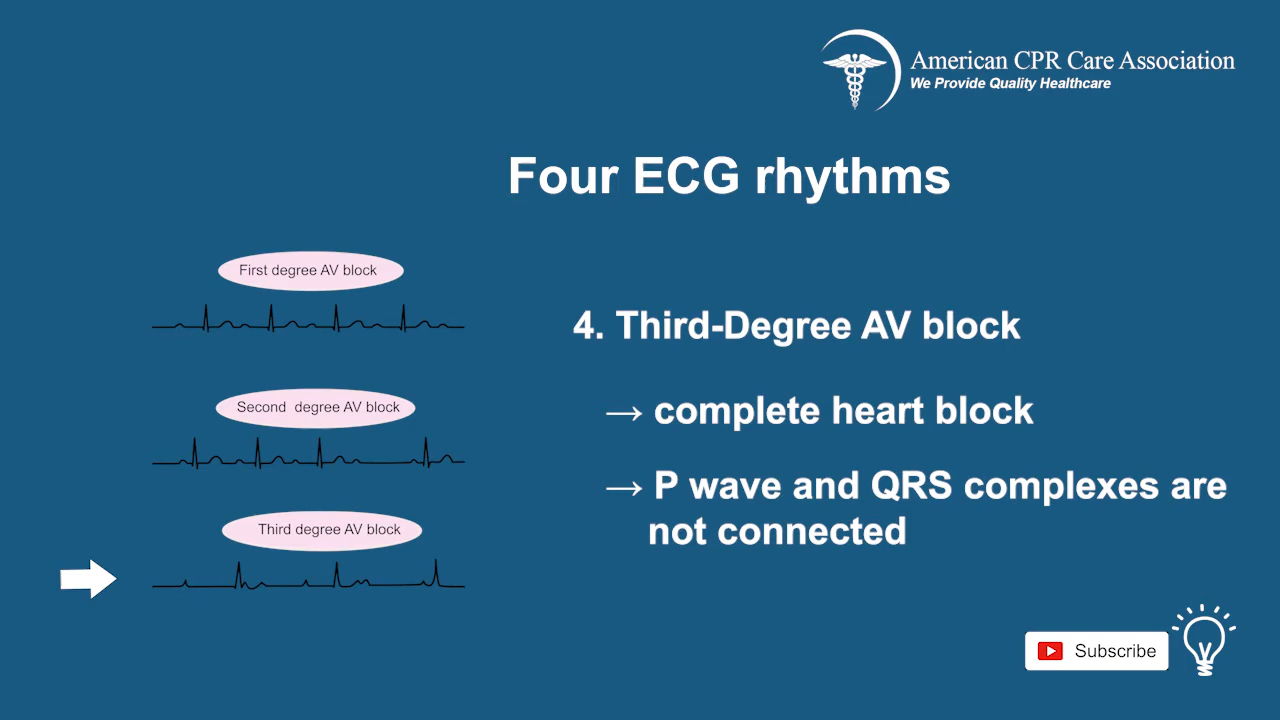 American CPR Care Association
We Provide Quality Healthcare
Four ECG rhythms
First degree AV block
Second degree AV block
Third degree AV block
4. Third-Degree AV block
→ complete heart block
→ P wave and QRS complexes are
not connected
Subscribe